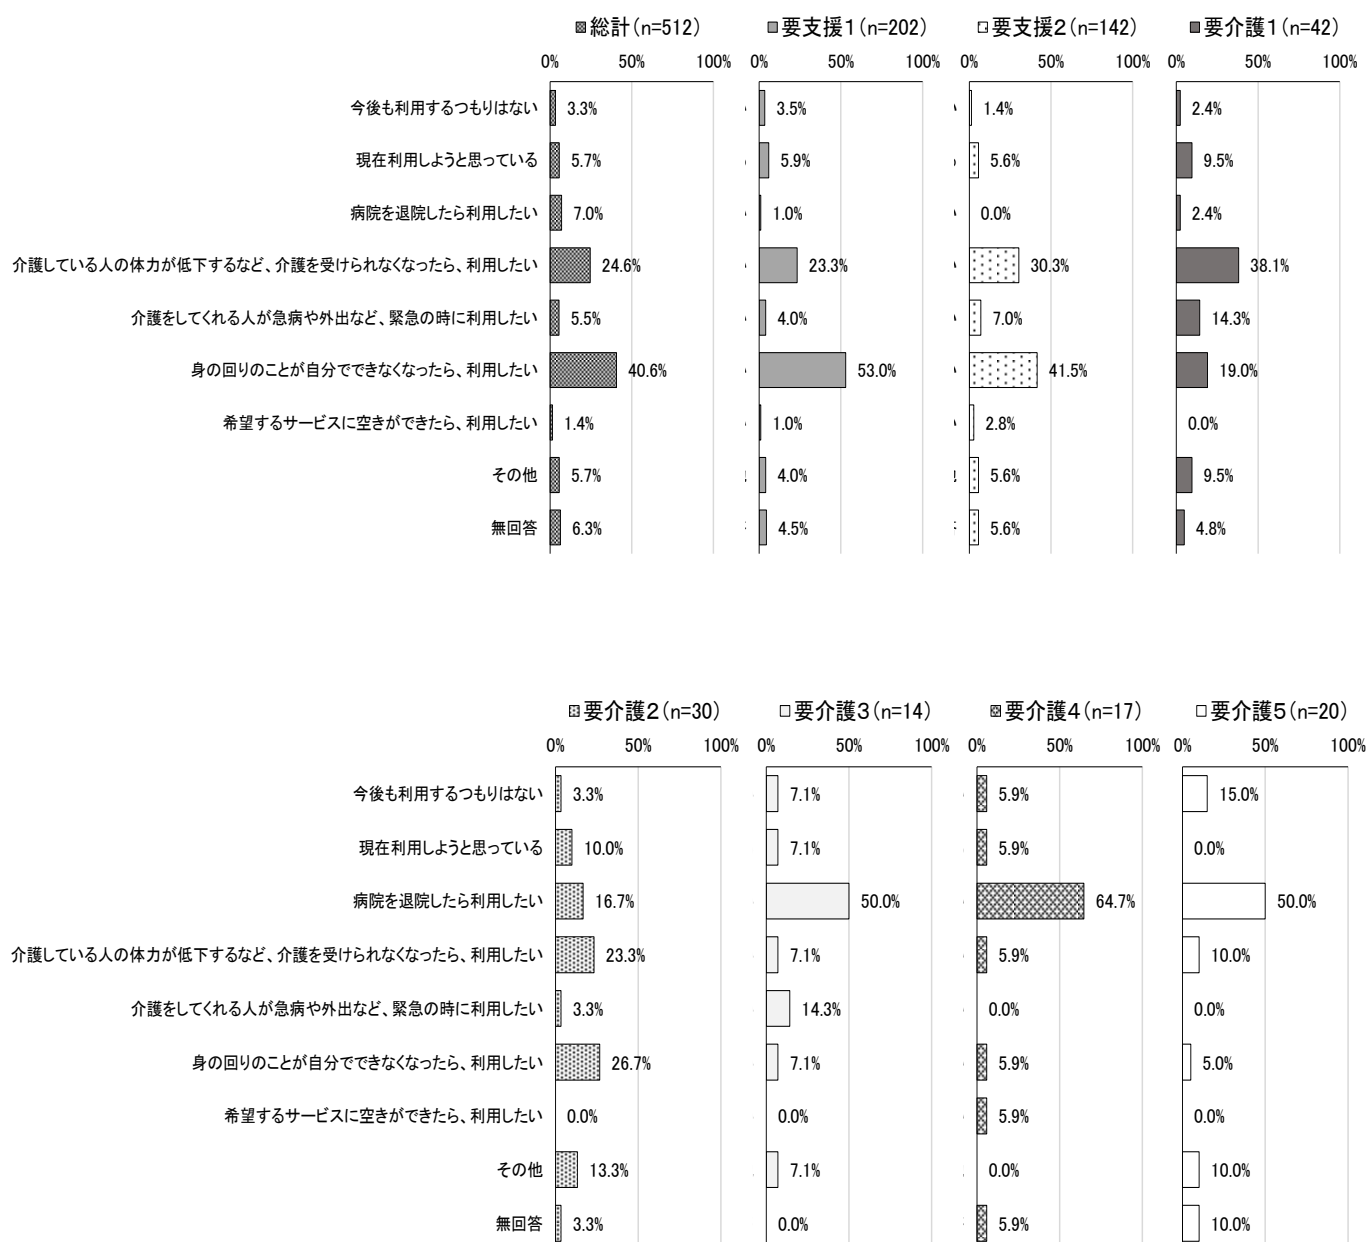 総計(n=512) 要支援1(n=202) 要支援2(n=142) 要介護1(n=42)
0% 50% 100% 0% 50% 100% 0% 50% 100% 0% 50% 100%
今後も利用するつもりはない 3.3% 3.5% 1.4% 2.4%
現在利用しようと思っている 5.7% 5.9% 5.6% 9.5%
病院を退院したら利用したい 7.0% 1.0% 0.0% 2.4%
介護している人の体力が低下するなど、介護を受けられなくなったら、利用したい 24.6% 23.3% 30.3% 38.1%
介護をしてくれる人が急病や外出など、緊急の時に利用したい 5.5% 4.0% 7.0% 14.3%
身の回りのことが自分でできなくなったら、利用したい 40.6% 53.0% 41.5% 19.0%
希望するサービスに空きができたら、利用したい 1.4% 1.0% 2.8% 0.0%
その他 5.7% 4.0% 5.6% 9.5%
無回答 6.3% 4.5% 5.6% 4.8%
要介護2(n=30) 要介護3(n=14) 要介護4(n=17) 要介護5(n=20)
0% 50% 100% 0% 50% 100% 0% 50% 100% 0% 50% 100%
今後も利用するつもりはない 3.3% 7.1% 5.9% 15.0%
現在利用しようと思っている 10.0% 7.1% 5.9% 0.0%
病院を退院したら利用したい 16.7% 50.0% 64.7% 50.0%
介護している人の体力が低下するなど、介護を受けられなくなったら、利用したい 23.3% 7.1% 5.9% 10.0%
介護をしてくれる人が急病や外出など、緊急の時に利用したい 3.3% 14.3% 0.0% 0.0%
身の回りのことが自分でできなくなったら、利用したい 26.7% 7.1% 5.9% 5.0%
希望するサービスに空きができたら、利用したい 0.0% 0.0% 5.9% 0.0%
その他 13.3% 7.1% 0.0% 10.0%
無回答 3.3% 0.0% 5.9% 10.0%